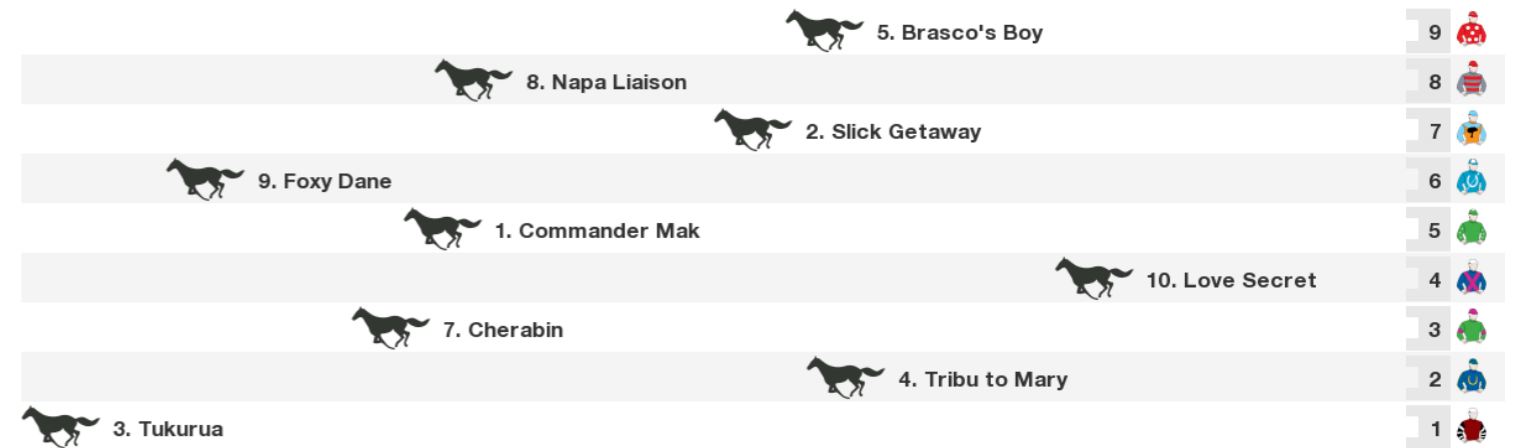 5. Brasco's Boy 9
8. Napa Liaison 8
2. Slick Getaway 7
9. Foxy Dane 6
1. Commander Mak 5
10. Love Secret 4
7. Cherabin 3
4. Tribu to Mary 2
3. Tukurua 1